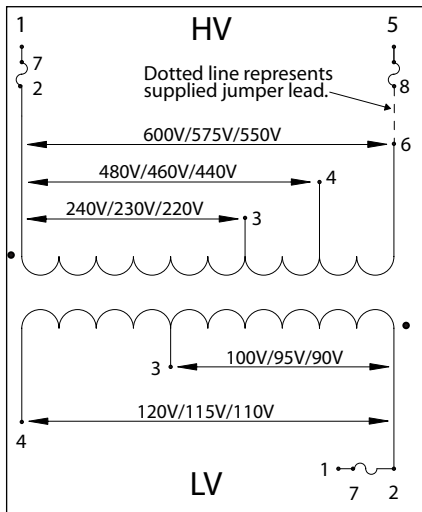 HV
1
5
7
2
8
Dotted line represents
supplied jumper lead.
600V/575V/550V
6
480V/460V/440V
4
240V/230V/220V
3
3
100V/95V/90V
120V/115V/110V
4
LV
1
7
2